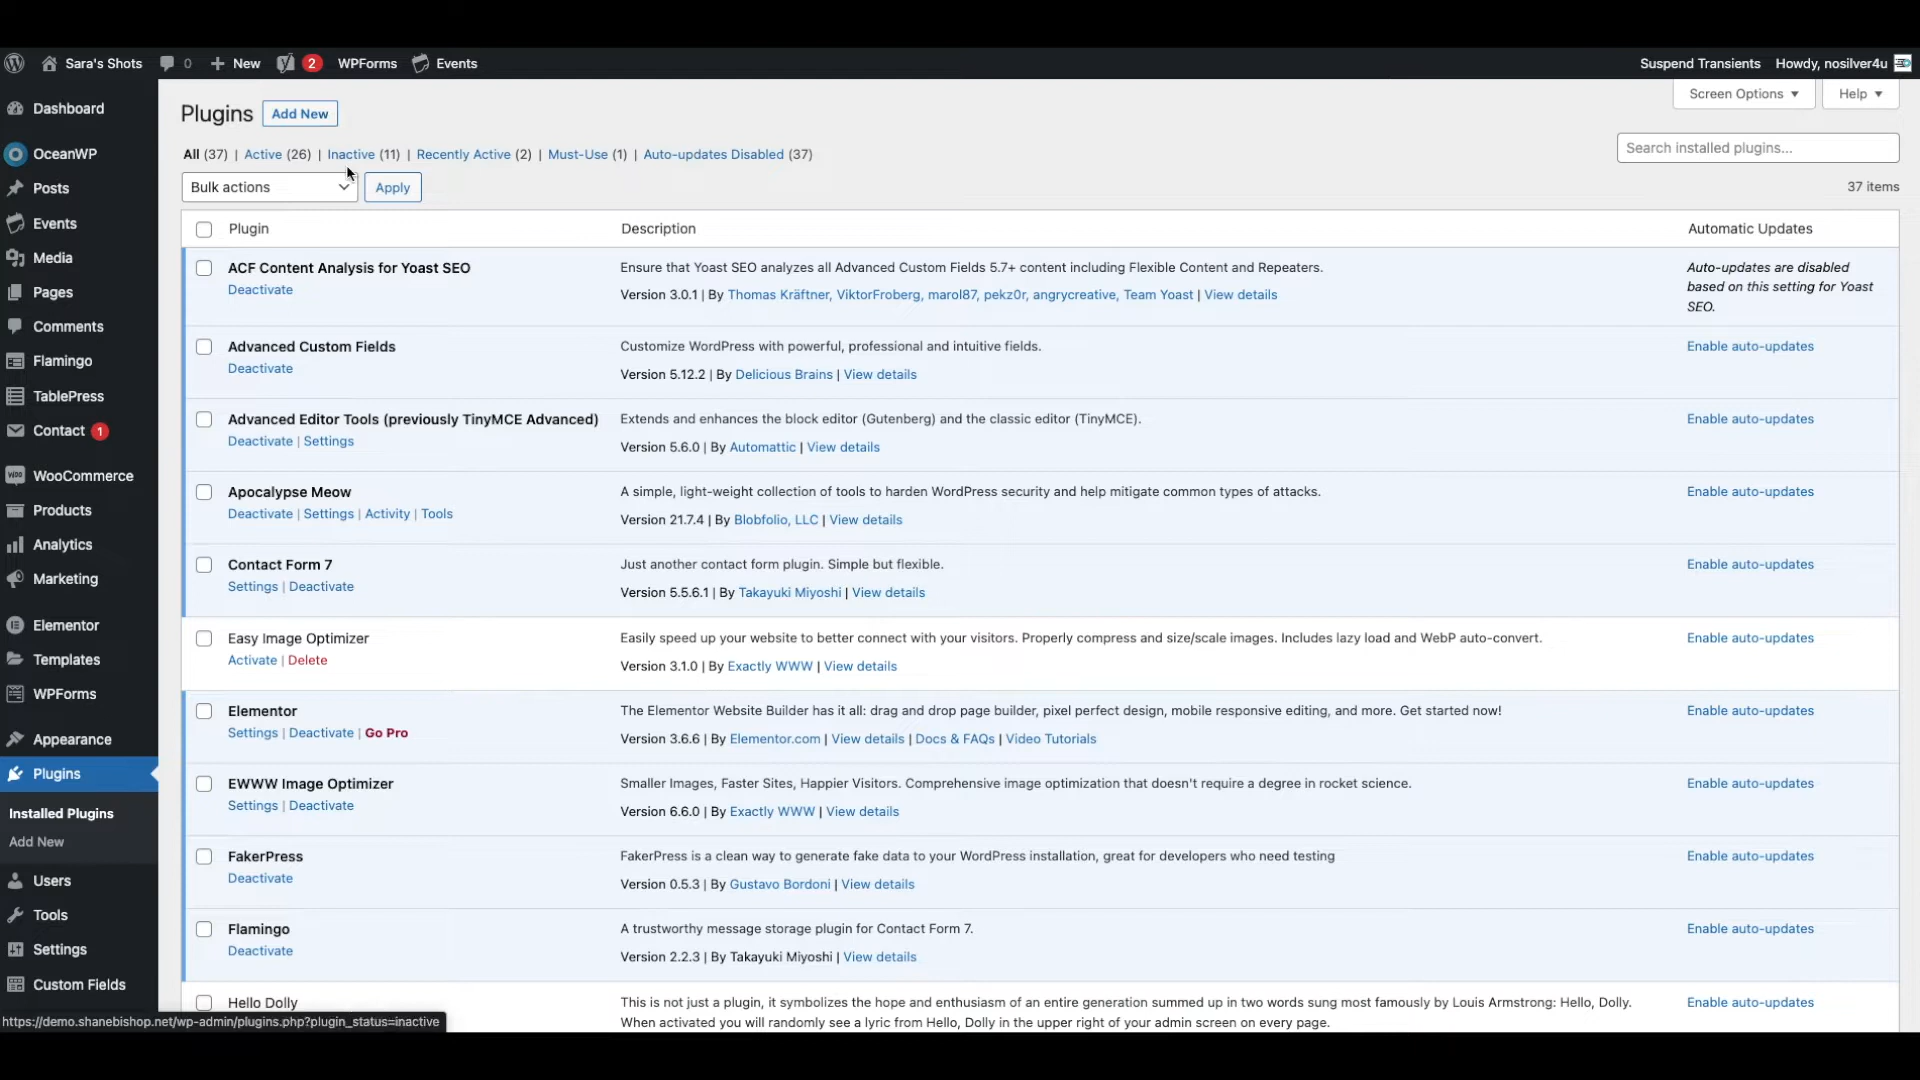 Sara's Shots 0 New 2 WPForms Events Suspend Transients Howdy, nosilver4u
Screen Options Help
Dashboard
OceanWP
Posts
Events
Media
Pages
Comments
Flamingo
TablePress
Contact 1
WooCommerce
Products
Analytics
Marketing
Elementor
Templates
WPForms
Appearance
Plugins
Installed Plugins
Add New
Users
Tools
Settings
Custom Fields
Plugins Add New
All (37) | Active (26) | Inactive (11) | Recently Active (2) | Must-Use (1) | Auto-updates Disabled (37)
Search installed plugins...
Bulk actions Apply
37 items
Plugin Description Automatic Updates
ACF Content Analysis for Yoast SEO
Deactivate
Ensure that Yoast SEO analyzes all Advanced Custom Fields 5.7+ content including Flexible Content and Repeaters.
Version 3.0.1 | By Thomas Kräftner, ViktorFroberg, marol87, pekz0r, angrycreative, Team Yoast | View details
Auto-updates are disabled
based on this setting for Yoast
SEO.
Advanced Custom Fields
Deactivate
Customize WordPress with powerful, professional and intuitive fields.
Version 5.12.2 | By Delicious Brains | View details
Enable auto-updates
Advanced Editor Tools (previously TinyMCE Advanced)
Deactivate | Settings
Extends and enhances the block editor (Gutenberg) and the classic editor (TinyMCE).
Version 5.6.0 | By Automattic | View details
Enable auto-updates
Apocalypse Meow
Deactivate | Settings | Activity | Tools
A simple, light-weight collection of tools to harden WordPress security and help mitigate common types of attacks.
Version 21.7.4 | By Blobfolio, LLC | View details
Enable auto-updates
Contact Form 7
Settings | Deactivate
Just another contact form plugin. Simple but flexible.
Version 5.5.6.1 | By Takayuki Miyoshi | View details
Enable auto-updates
Easy Image Optimizer
Activate | Delete
Easily speed up your website to better connect with your visitors. Properly compress and size/scale images. Includes lazy load and WebP auto-convert.
Version 3.1.0 | By Exactly WWW | View details
Enable auto-updates
Elementor
Settings | Deactivate | Go Pro
The Elementor Website Builder has it all: drag and drop page builder, pixel perfect design, mobile responsive editing, and more. Get started now!
Version 3.6.6 | By Elementor.com | View details | Docs & FAQs | Video Tutorials
Enable auto-updates
EWWW Image Optimizer
Settings | Deactivate
Smaller Images, Faster Sites, Happier Visitors. Comprehensive image optimization that doesn't require a degree in rocket science.
Version 6.6.0 | By Exactly WWW | View details
Enable auto-updates
FakerPress
Deactivate
FakerPress is a clean way to generate fake data to your WordPress installation, great for developers who need testing
Version 0.5.3 | By Gustavo Bordoni | View details
Enable auto-updates
Flamingo
Deactivate
A trustworthy message storage plugin for Contact Form 7.
Version 2.2.3 | By Takayuki Miyoshi | View details
Enable auto-updates
Hello Dolly
This is not just a plugin, it symbolizes the hope and enthusiasm of an entire generation summed up in two words sung most famously by Louis Armstrong: Hello, Dolly.
When activated you will randomly see a lyric from Hello, Dolly in the upper right of your admin screen on every page.
Enable auto-updates
https://demo.shanebishop.net/wp-admin/plugins.php?plugin_status=inactive